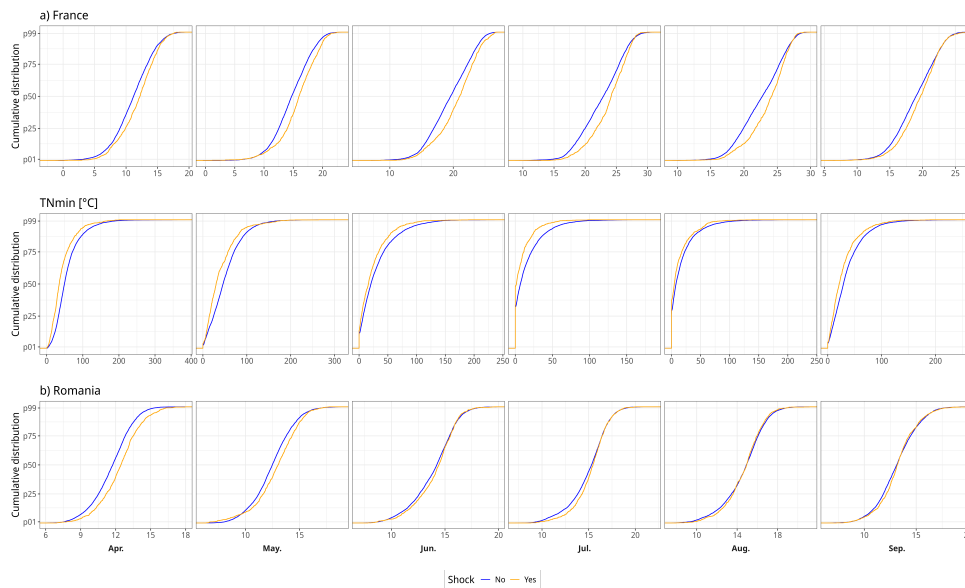 a) France
Cumulative distribution
p99
p75
p50
p25
p01
0 5 10 15 20 0 5 10 15 20 10 20 10 15 20 25 30 10 15 20 25 30 5 10 15 20 25
TNmin [°C]
Cumulative distribution
p99
p75
p50
p25
p01
0 100 200 300 400 0 100 200 300 0 50 100 150 200 250 0 50 100 150 0 50 100 150 200 250 0 100 200
b) Romania
Cumulative distribution
p99
p75
p50
p25
p01
6 9 12 15 18 10 15 10 15 20 10 15 20 10 14 18 10 15
Apr. May. Jun. Jul. Aug. Sep.
Shock No Yes